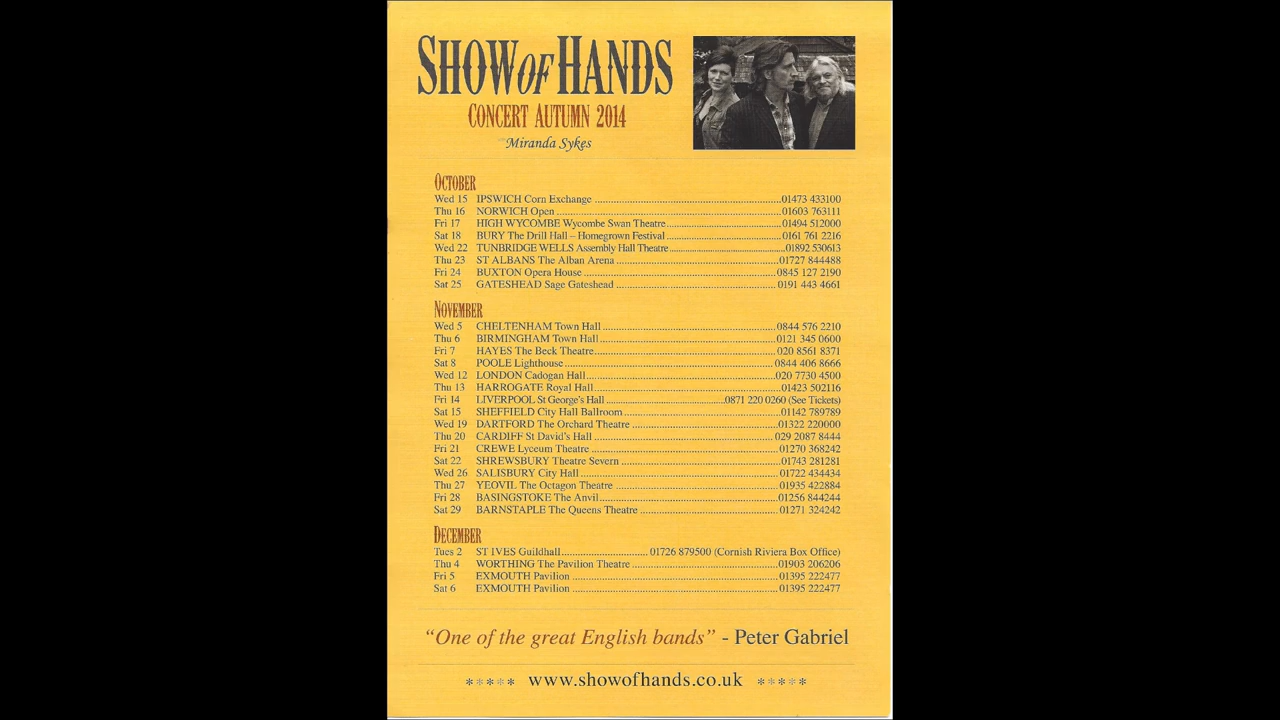 SHOW OF HANDS
CONCERT AUTUMN 2014
Miranda Sykes
OCTOBER
Wed 15 IPSWICH Corn Exchange 01473 433100
Thu 16 NORWICH Open 01603 763111
Fri 17 HIGH WYCOMBE Wycombe Swan Theatre 01494 512000
Sat 18 BURY The Drill Hall – Homegrown Festival 0161 761 2216
Wed 22 TUNBRIDGE WELLS Assembly Hall Theatre 01892 530613
Thu 23 ST ALBANS The Alban Arena 01727 844488
Fri 24 BUXTON Opera House 0845 127 2190
Sat 25 GATESHEAD Sage Gateshead 0191 443 4661
NOVEMBER
Wed 5 CHELTENHAM Town Hall 0844 576 2210
Thu 6 BIRMINGHAM Town Hall 0121 345 0600
Fri 7 HAYES The Beck Theatre 020 8561 8371
Sat 8 POOLE Lighthouse 0844 406 8666
Wed 12 LONDON Cadogan Hall 020 7730 4500
Thu 13 HARROGATE Royal Hall 01423 502116
Fri 14 LIVERPOOL St George's Hall 0871 220 0260 (See Tickets)
Sat 15 SHEFFIELD City Hall Ballroom 01142 789789
Wed 19 DARTFORD The Orchard Theatre 01322 220000
Thu 20 CARDIFF St David's Hall 029 2087 8444
Fri 21 CREWE Lyceum Theatre 01270 368242
Sat 22 SHREWSBURY Theatre Severn 01743 281281
Wed 26 SALISBURY City Hall 01722 434434
Thu 27 YEOVIL The Octagon Theatre 01935 422884
Fri 28 BASINGSTOKE The Anvil 01256 844244
Sat 29 BARNSTAPLE The Queens Theatre 01271 324242
DECEMBER
Tues 2 ST IVES Guildhall 01726 879500 (Cornish Riviera Box Office)
Thu 4 WORTHING The Pavilion Theatre 01903 206206
Fri 5 EXMOUTH Pavilion 01395 222477
Sat 6 EXMOUTH Pavilion 01395 222477
“One of the great English bands” - Peter Gabriel
***** www.showofhands.co.uk *****